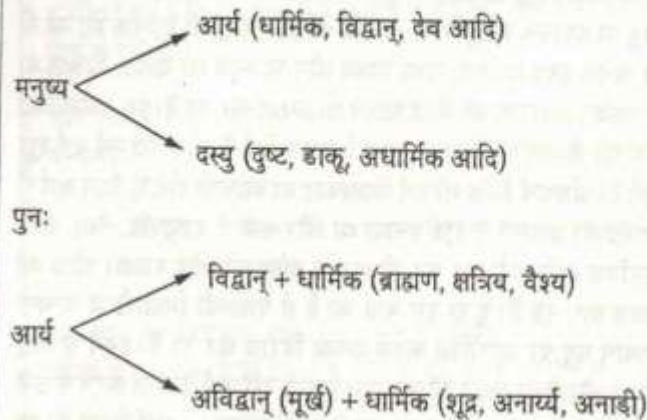 आर्य (धार्मिक, विद्वान्, देव आदि)
मनुष्य
दस्यु (दुष्ट, डाकू, अधार्मिक आदि)
पुनः
विद्वान् + धार्मिक (ब्राह्मण, क्षत्रिय, वैश्य)
आर्य
अविद्वान् (मूर्ख) + धार्मिक (शूद्र, अनार्य्य, अनाडी)